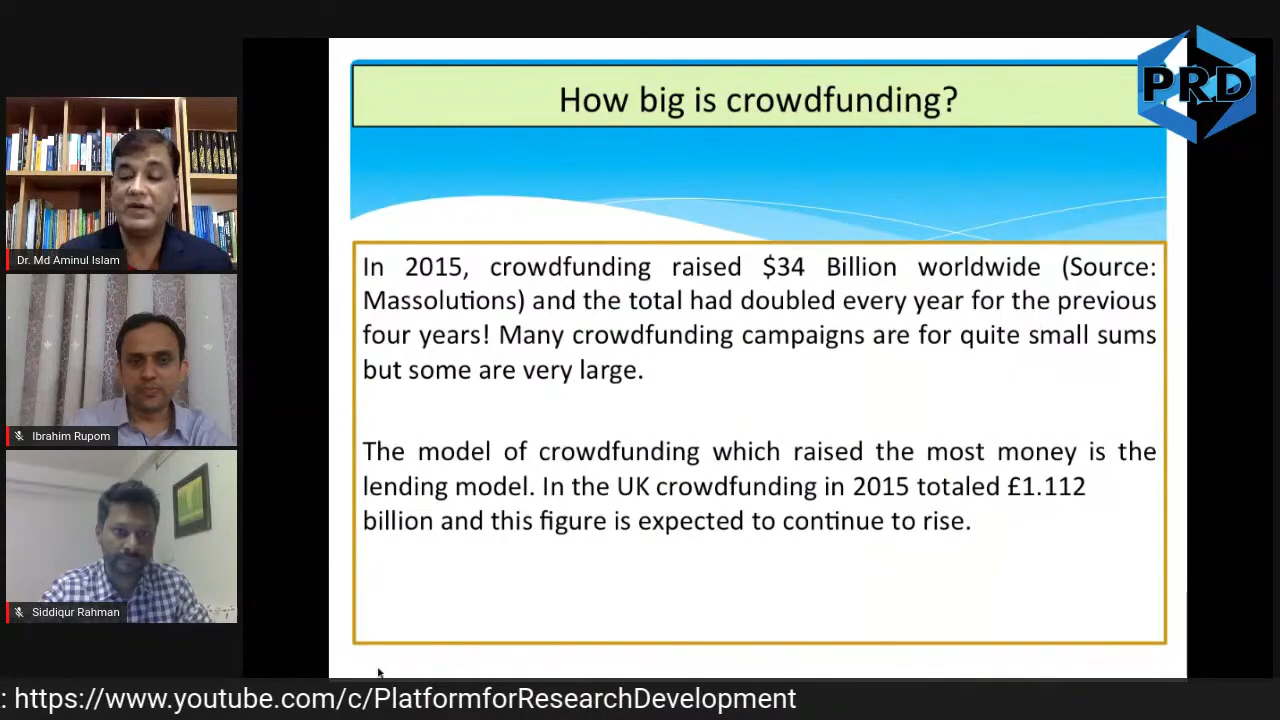 PRD
How big is crowdfunding?
In 2015, crowdfunding raised $34 Billion worldwide (Source:
Massolutions) and the total had doubled every year for the previous
four years! Many crowdfunding campaigns are for quite small sums
but some are very large.
The model of crowdfunding which raised the most money is the
lending model. In the UK crowdfunding in 2015 totaled £1.112
billion and this figure is expected to continue to rise.
Dr. Md Aminul Islam
Ibrahim Rupom
Siddiqur Rahman
: https://www.youtube.com/c/PlatformforResearchDevelopment